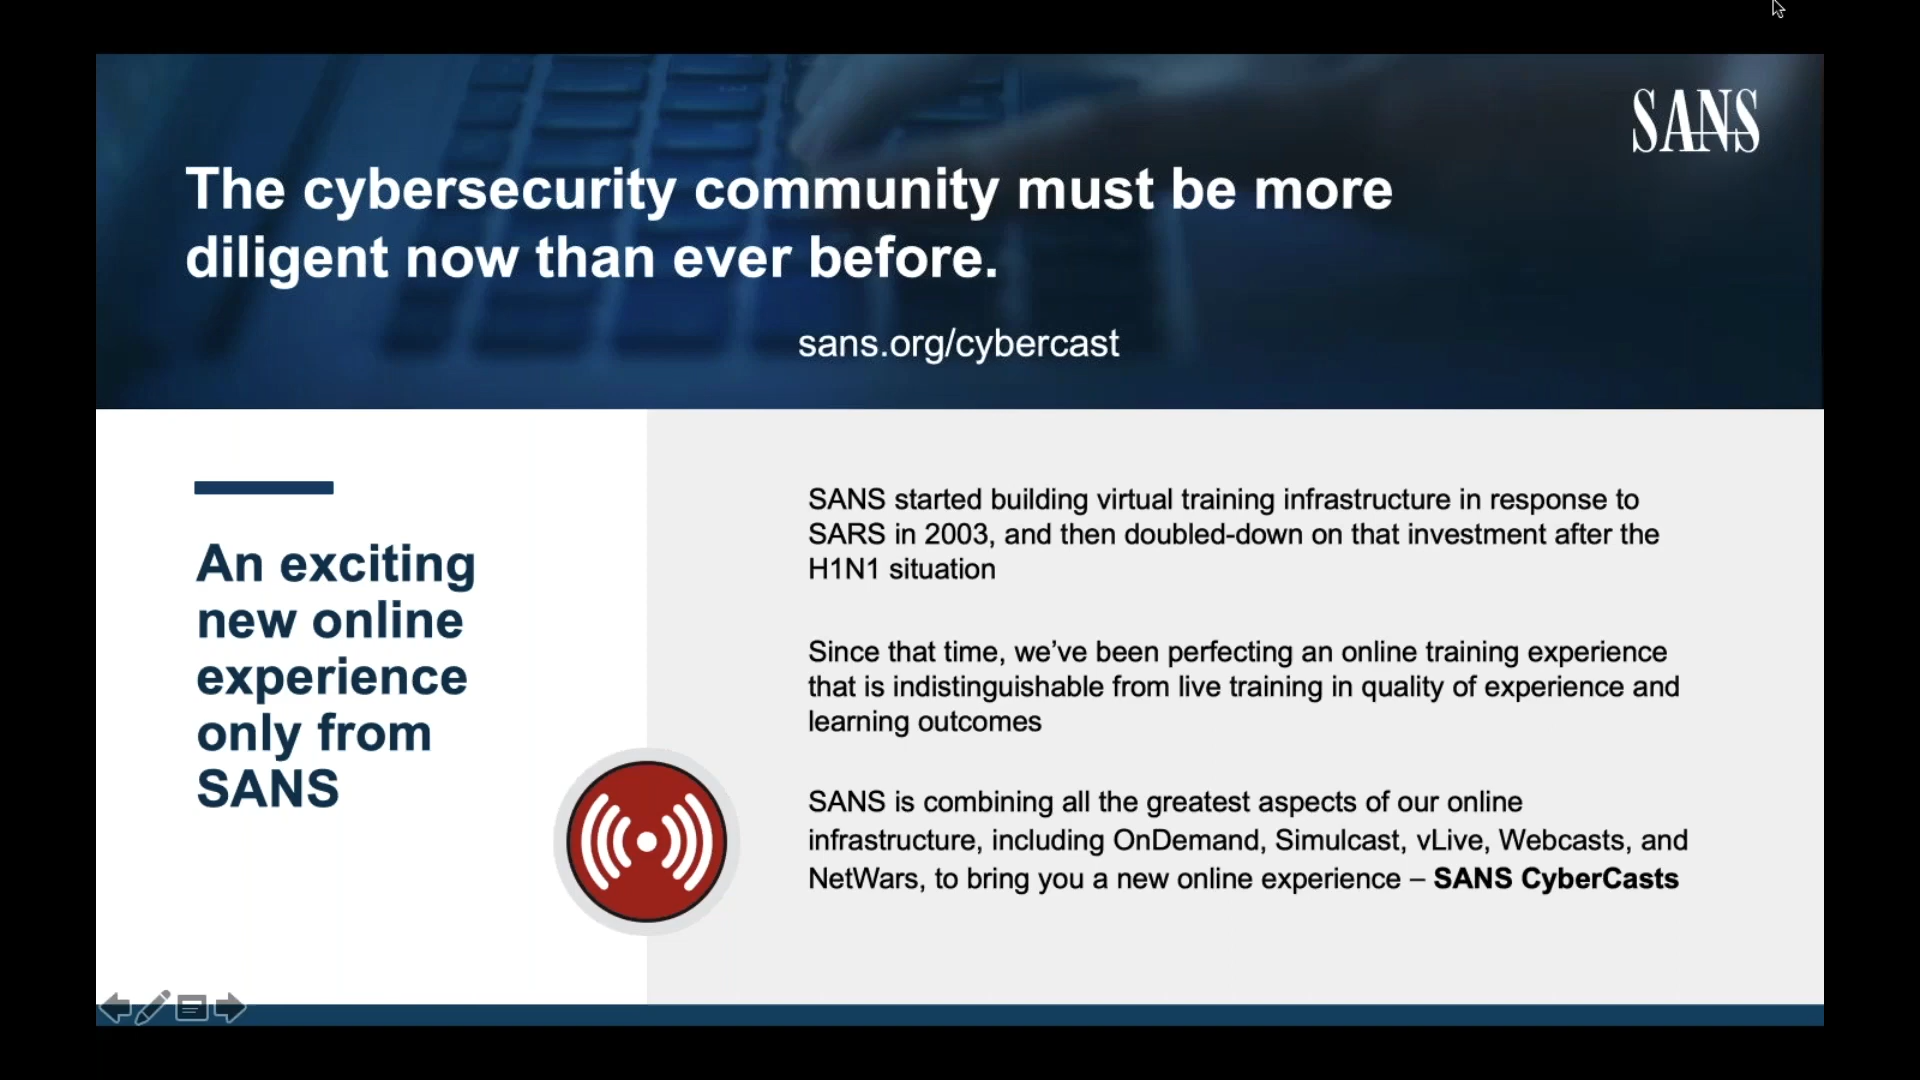 SANS
The cybersecurity community must be more
diligent now than ever before.
sans.org/cybercast
An exciting
new online
experience
only from
SANS
SANS started building virtual training infrastructure in response to
SARS in 2003, and then doubled-down on that investment after the
H1N1 situation
Since that time, we’ve been perfecting an online training experience
that is indistinguishable from live training in quality of experience and
learning outcomes
SANS is combining all the greatest aspects of our online
infrastructure, including OnDemand, Simulcast, vLive, Webcasts, and
NetWars, to bring you a new online experience – SANS CyberCasts